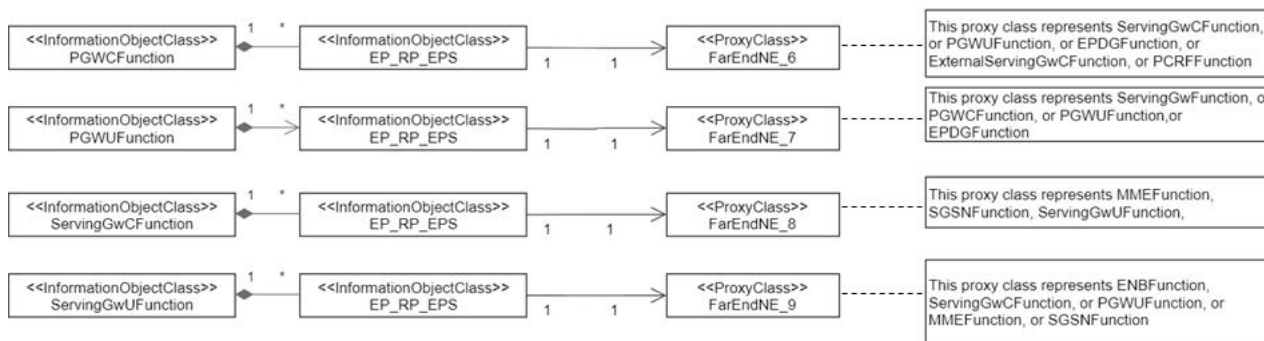 1 *
<<InformationObjectClass>>
PGWCFunction
<<InformationObjectClass>>
EP_RP_EPS
1 1
<<ProxyClass>>
FarEndNE_6
This proxy class represents ServingGwCFunction,
or PGWUFunction, or EPDGFunction, or
ExternalServingGwCFunction, or PCRFFunction
1 *
<<InformationObjectClass>>
PGWUFunction
<<InformationObjectClass>>
EP_RP_EPS
1 1
<<ProxyClass>>
FarEndNE_7
This proxy class represents ServingGwFunction, o
PGWCFunction, or PGWUFunction,or
EPDGFunction
1 *
<<InformationObjectClass>>
ServingGwCFunction
<<InformationObjectClass>>
EP_RP_EPS
1 1
<<ProxyClass>>
FarEndNE_8
This proxy class represents MMEFunction,
SGSNFunction, ServingGwUFunction,
1 *
<<InformationObjectClass>>
ServingGwUFunction
<<InformationObjectClass>>
EP_RP_EPS
1 1
<<ProxyClass>>
FarEndNE_9
This proxy class represents ENBFunction,
ServingGwCFunction, or PGWUFunction, or
MMEFunction, or SGSNFunction